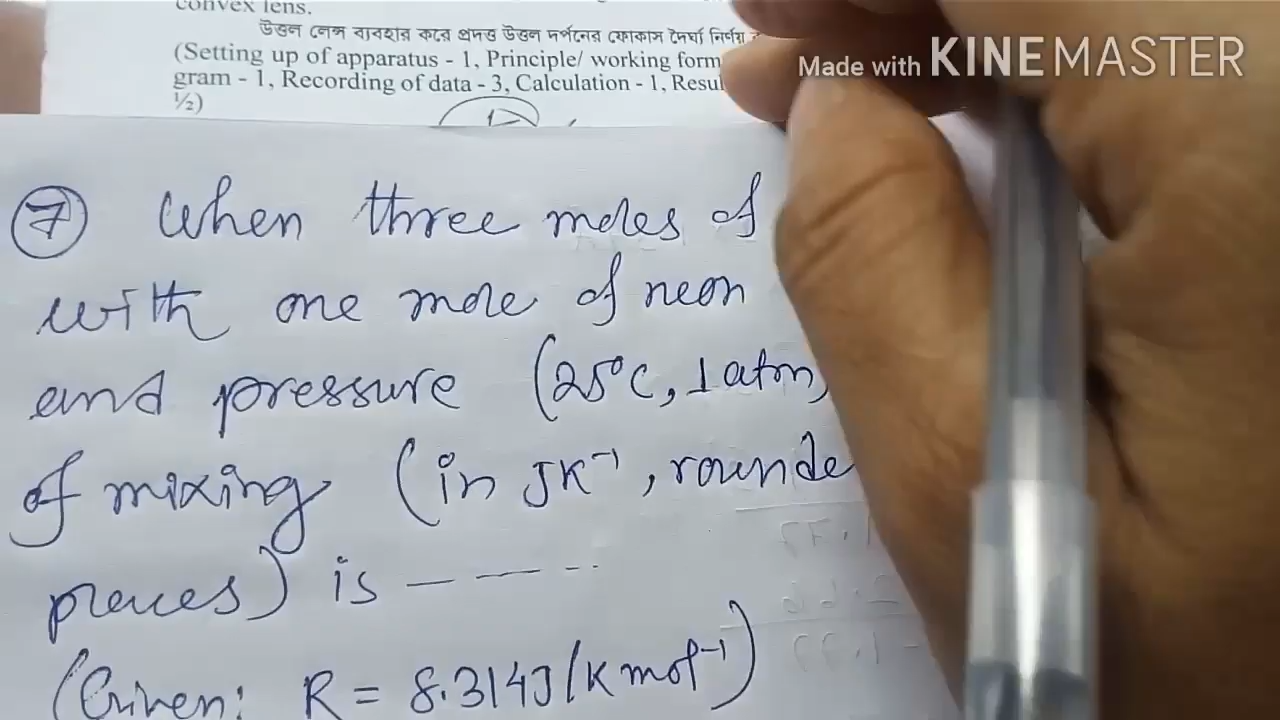 convex lens.
উত্তল লেন্স ব্যবহার করে প্রদত্ত উত্তল দর্পনের ফোকাস দৈর্ঘ্য নির্ণয়
(Setting up of apparatus - 1, Principle/ working form
gram - 1, Recording of data - 3, Calculation - 1, Resul
½)
Made with KINEMASTER
7 When three moles of
with one mole of neon
and pressure (25°C, 1 atm)
of mixing (in JK⁻¹, rounde
places) is -----
(Given: R = 8.314J/K mol⁻¹)